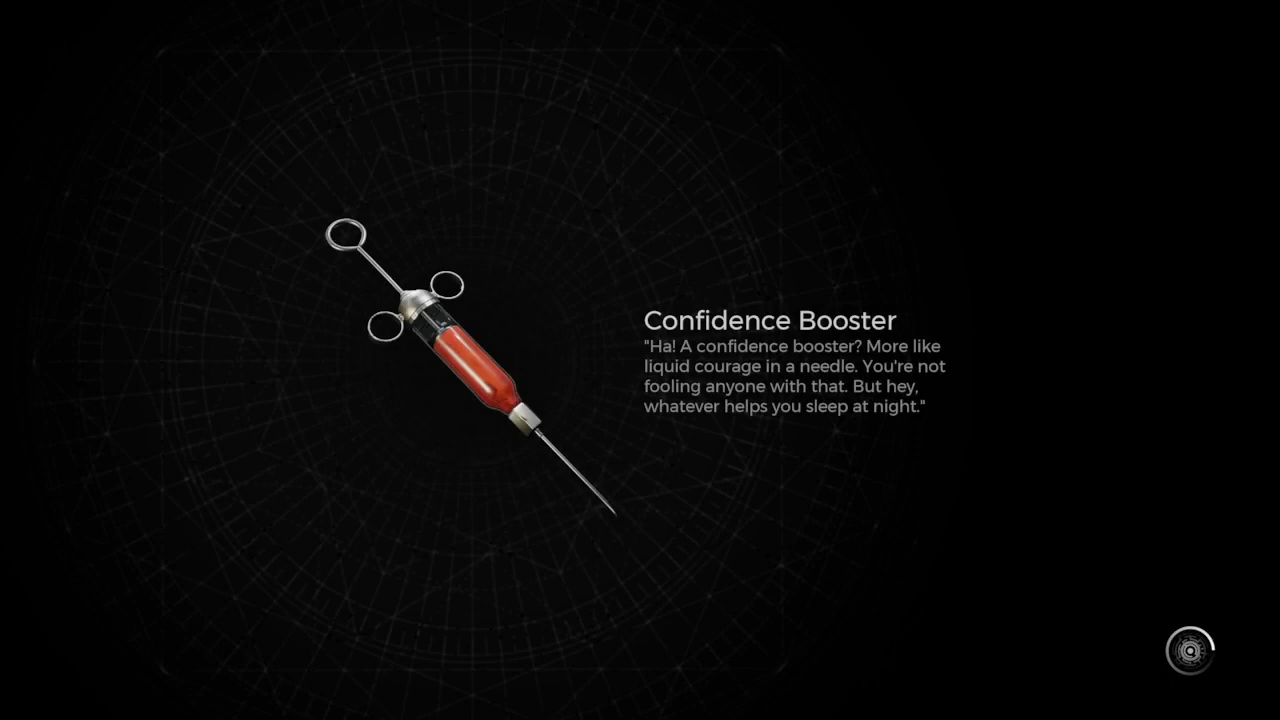 Confidence Booster
"Ha! A confidence booster? More like
liquid courage in a needle. You're not
fooling anyone with that. But hey,
whatever helps you sleep at night."